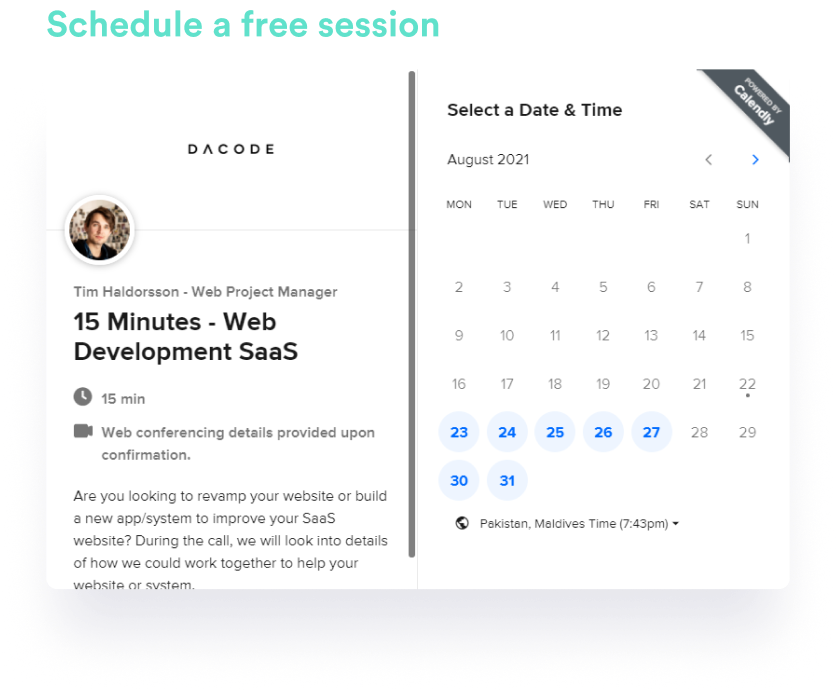 Schedule a free session
DACODE
Tim Haldorsson - Web Project Manager
15 Minutes - Web
Development SaaS
15 min
Web conferencing details provided upon
confirmation.
Are you looking to revamp your website or build
a new app/system to improve your SaaS
website? During the call, we will look into details
of how we could work together to help your
website or system.
POWERED BY
Calendly
Select a Date & Time
August 2021
MON TUE WED THU FRI SAT SUN
1
2 3 4 5 6 7 8
9 10 11 12 13 14 15
16 17 18 19 20 21 22
23 24 25 26 27 28 29
30 31
Pakistan, Maldives Time (7:43pm)